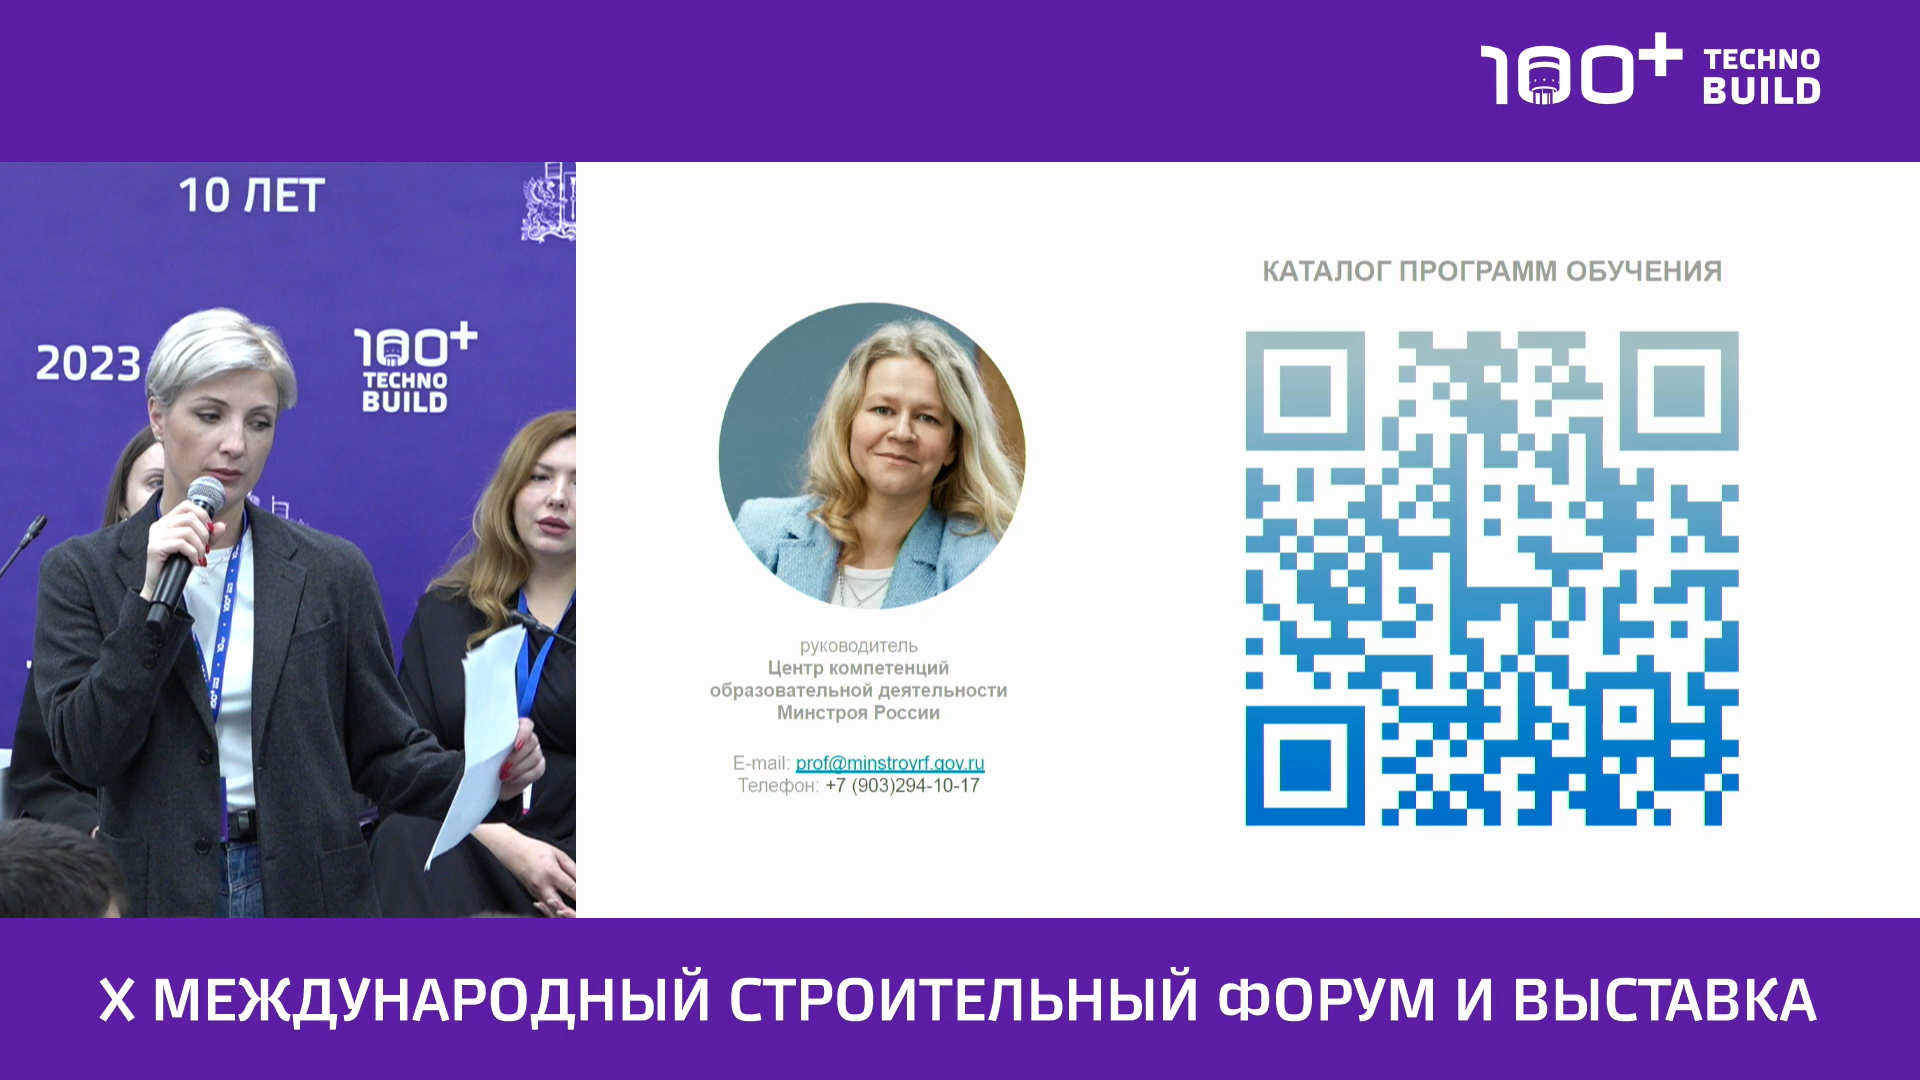 100+ TECHNO
BUILD
10 ЛЕТ
2023
100+
TECHNO
BUILD
КАТАЛОГ ПРОГРАММ ОБУЧЕНИЯ
руководитель
Центр компетенций
образовательной деятельности
Минстроя России
E-mail: prof@minstroyrf.gov.ru
Телефон: +7 (903)294-10-17
X МЕЖДУНАРОДНЫЙ СТРОИТЕЛЬНЫЙ ФОРУМ И ВЫСТАВКА